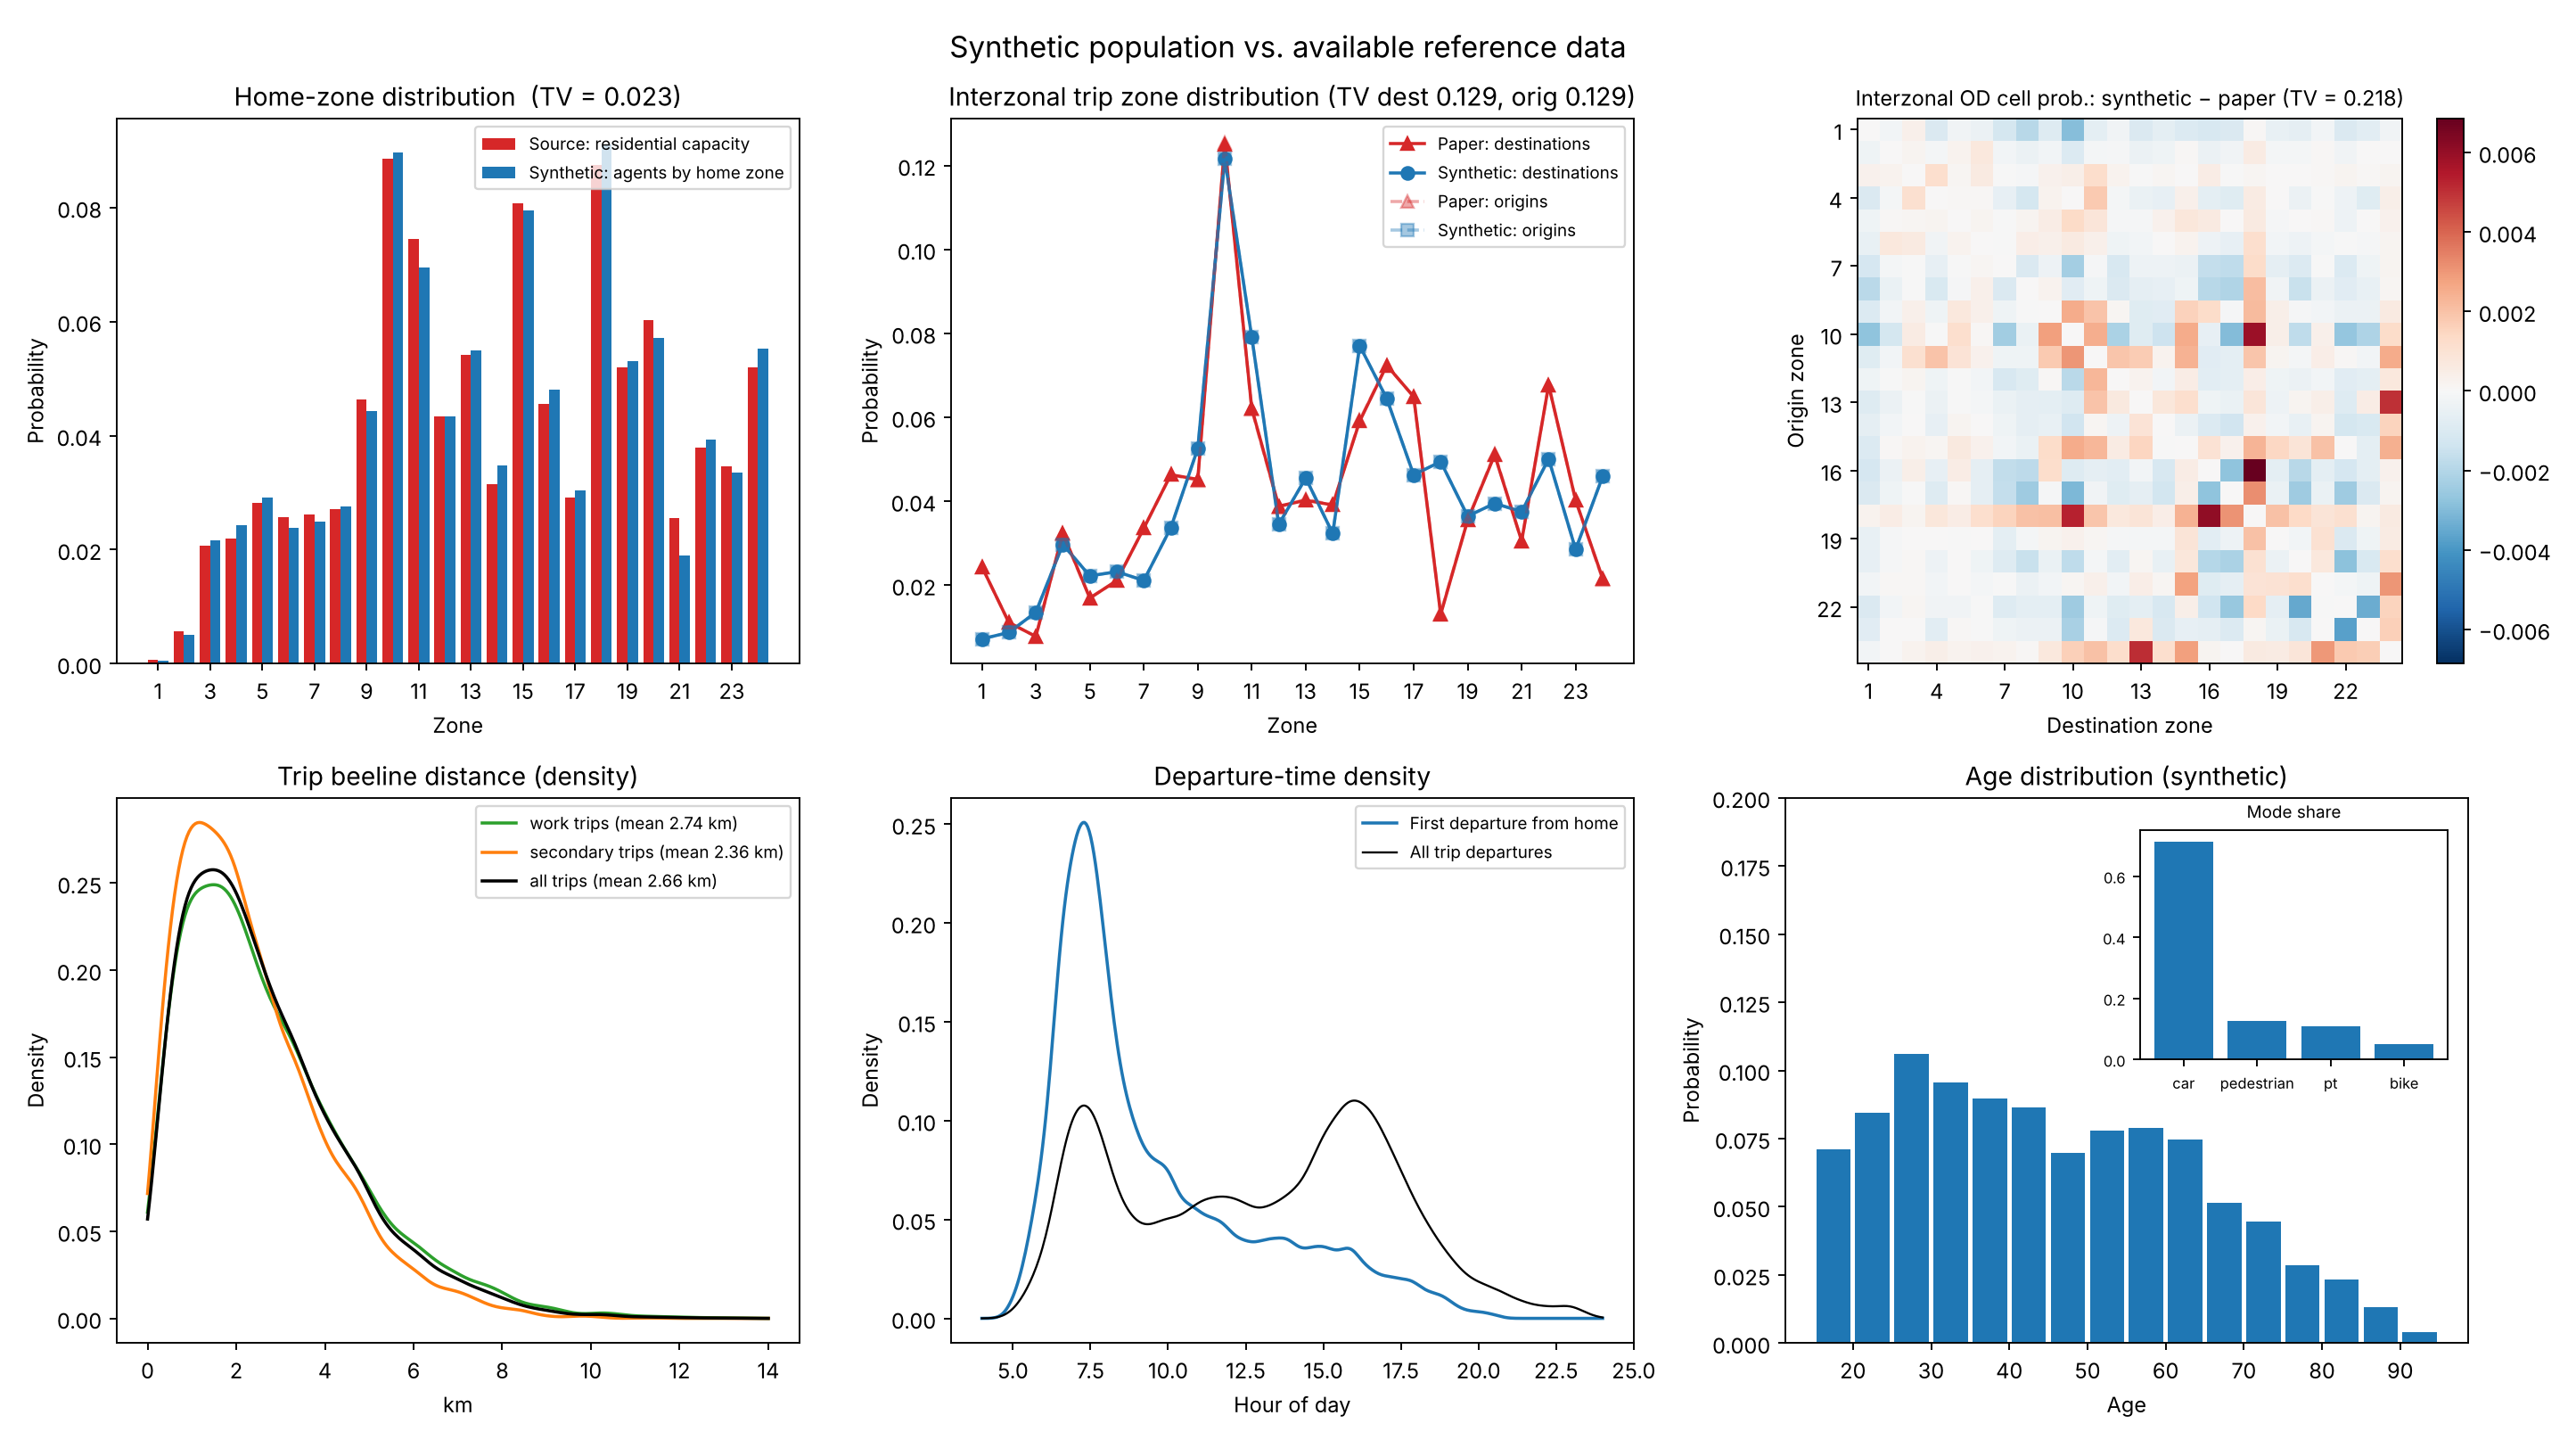 Synthetic population vs. available reference data
Home-zone distribution  (TV = 0.023)
Source: residential capacity
Synthetic: agents by home zone
Probability
0.08
0.06
0.04
0.02
0.00
1 3 5 7 9 11 13 15 17 19 21 23
Zone
Interzonal trip zone distribution (TV dest 0.129, orig 0.129)
Paper: destinations
Synthetic: destinations
Paper: origins
Synthetic: origins
Probability
0.12
0.10
0.08
0.06
0.04
0.02
1 3 5 7 9 11 13 15 17 19 21 23
Zone
Interzonal OD cell prob.: synthetic − paper (TV = 0.218)
Origin zone
1
4
7
10
13
16
19
22
1 4 7 10 13 16 19 22
Destination zone
0.006
0.004
0.002
0.000
−0.002
−0.004
−0.006
Trip beeline distance (density)
work trips (mean 2.74 km)
secondary trips (mean 2.36 km)
all trips (mean 2.66 km)
Density
0.25
0.20
0.15
0.10
0.05
0.00
0 2 4 6 8 10 12 14
km
Departure-time density
First departure from home
All trip departures
Density
0.25
0.20
0.15
0.10
0.05
0.00
5.0 7.5 10.0 12.5 15.0 17.5 20.0 22.5 25.0
Hour of day
Age distribution (synthetic)
Probability
0.200
0.175
0.150
0.125
0.100
0.075
0.050
0.025
0.000
20 30 40 50 60 70 80 90
Age
Mode share
0.6
0.4
0.2
0.0
car pedestrian pt bike